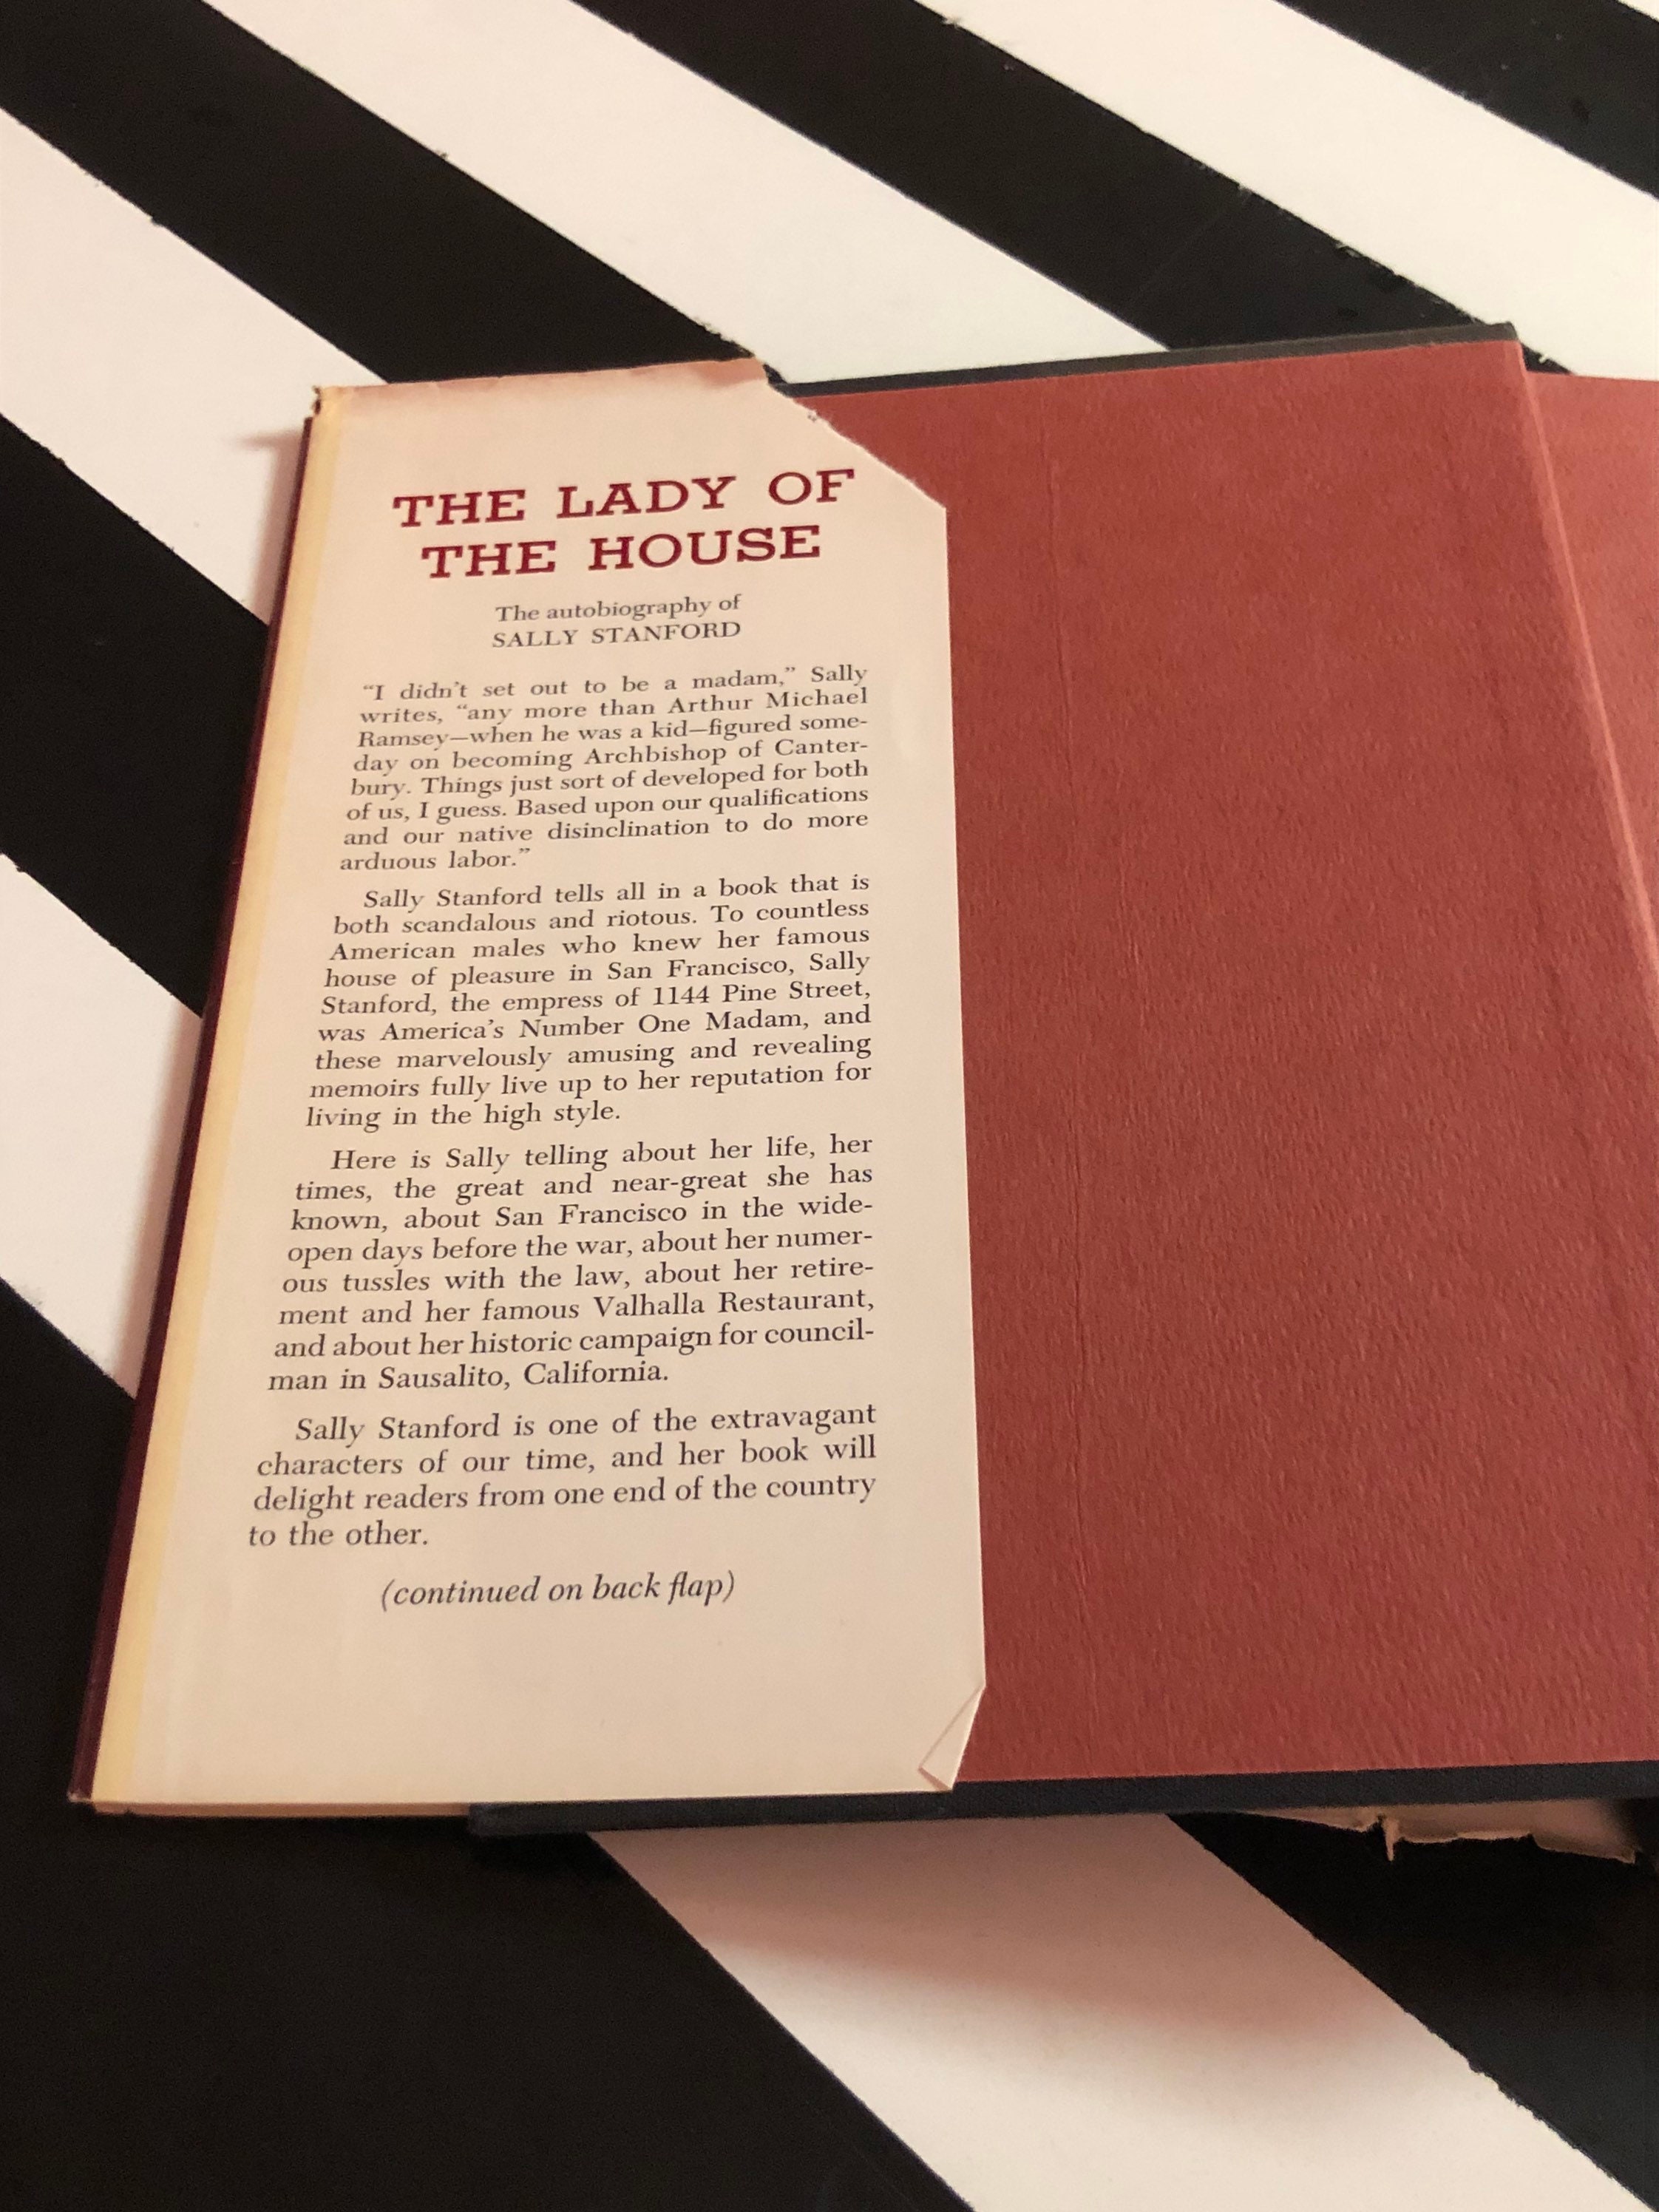 THE LADY OF
THE HOUSE
The autobiography of
SALLY STANFORD
“I didn’t set out to be a madam,” Sally
writes, “any more than Arthur Michael
Ramsey—when he was a kid—figured some-
day on becoming Archbishop of Canter-
bury. Things just sort of developed for both
of us, I guess. Based upon our qualifications
and our native disinclination to do more
arduous labor.”
Sally Stanford tells all in a book that is
both scandalous and riotous. To countless
American males who knew her famous
house of pleasure in San Francisco, Sally
Stanford, the empress of 1144 Pine Street,
was America’s Number One Madam, and
these marvelously amusing and revealing
memoirs fully live up to her reputation for
living in the high style.
Here is Sally telling about her life, her
times, the great and near-great she has
known, about San Francisco in the wide-
open days before the war, about her numer-
ous tussles with the law, about her retire-
ment and her famous Valhalla Restaurant,
and about her historic campaign for council-
man in Sausalito, California.
Sally Stanford is one of the extravagant
characters of our time, and her book will
delight readers from one end of the country
to the other.
(continued on back flap)